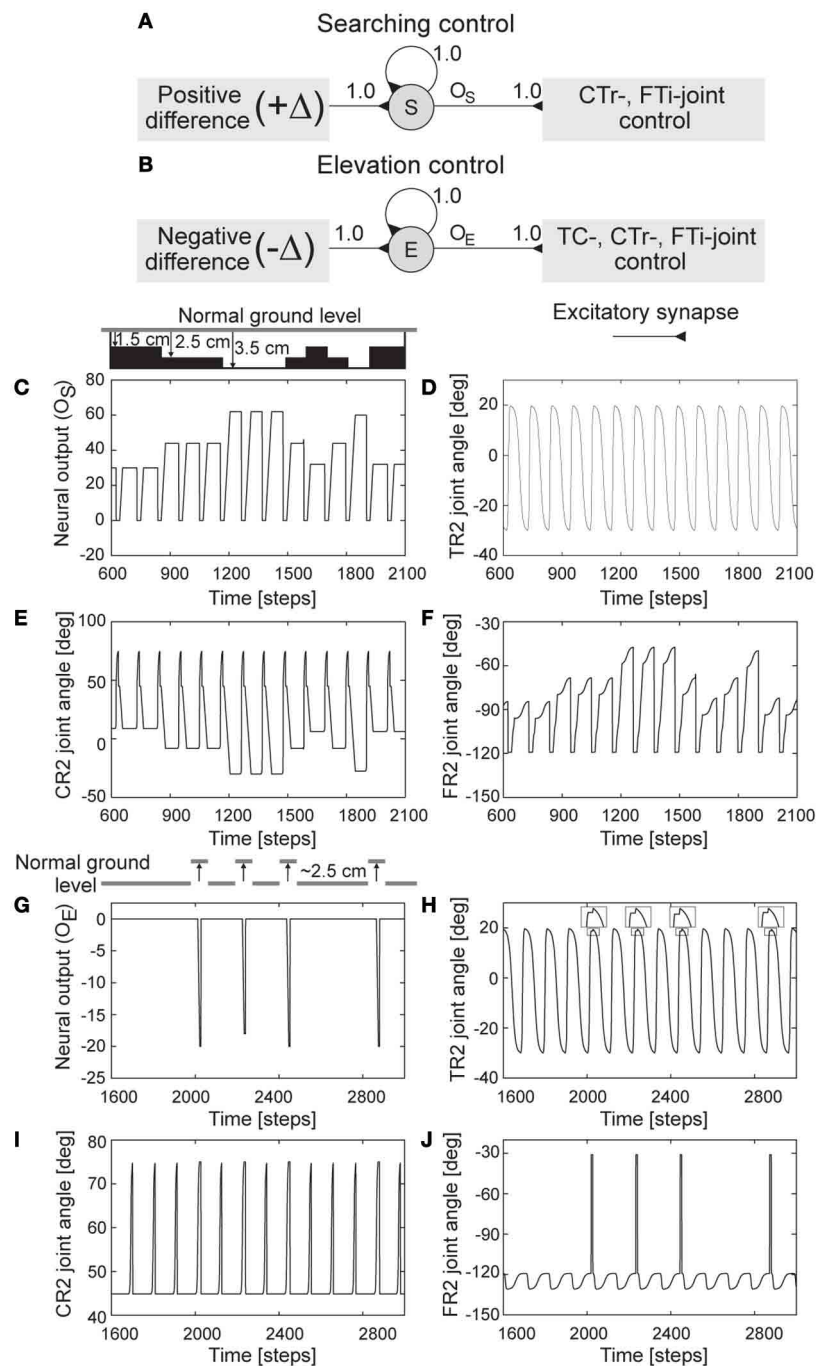 A
Searching control
1.0
Positive difference (+Δ)
1.0
S
OS
1.0
CTr-, FTi-joint control
B
Elevation control
1.0
Negative difference (-Δ)
1.0
E
OE
1.0
TC-, CTr-, FTi-joint control
Normal ground level
1.5 cm
2.5 cm
3.5 cm
Excitatory synapse
C
Neural output (OS)
80
60
40
20
0
-20
600 900 1200 1500 1800 2100
Time [steps]
D
TR2 joint angle [deg]
20
0
-20
-40
600 900 1200 1500 1800 2100
Time [steps]
E
CR2 joint angle [deg]
100
50
0
-50
600 900 1200 1500 1800 2100
Time [steps]
F
FR2 joint angle [deg]
-30
-60
-90
-120
-150
600 900 1200 1500 1800 2100
Time [steps]
Normal ground
level
~2.5 cm
G
Neural output (OE)
0
-5
-10
-15
-20
-25
1600 2000 2400 2800
Time [steps]
H
TR2 joint angle [deg]
40
20
0
-20
-40
1600 2000 2400 2800
Time [steps]
I
CR2 joint angle [deg]
80
70
60
50
40
1600 2000 2400 2800
Time [steps]
J
FR2 joint angle [deg]
-30
-60
-90
-120
-150
1600 2000 2400 2800
Time [steps]